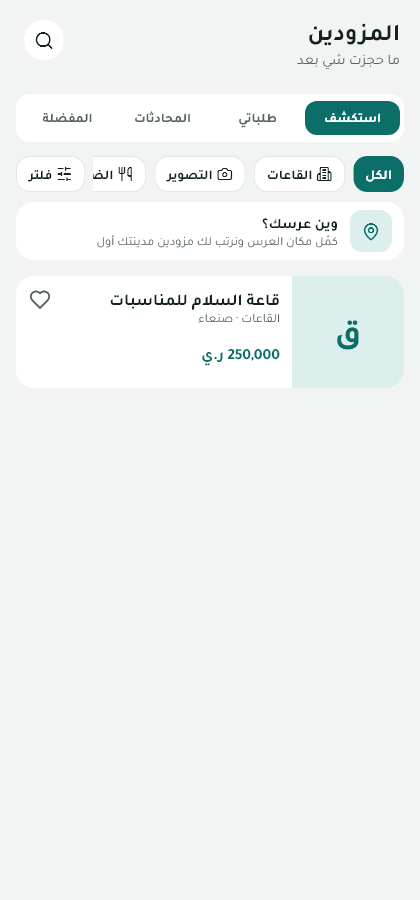 المزودين
ما حجزت شي بعد
استكشف
طلباتي
المحادثات
المفضلة
الكل
القاعات
التصوير
الض
فلتر
وين عرسك؟
كمّل مكان العرس ونرتب لك مزودين مدينتك أول
ق
قاعة السلام للمناسبات
القاعات · صنعاء
250,000 ر.ي